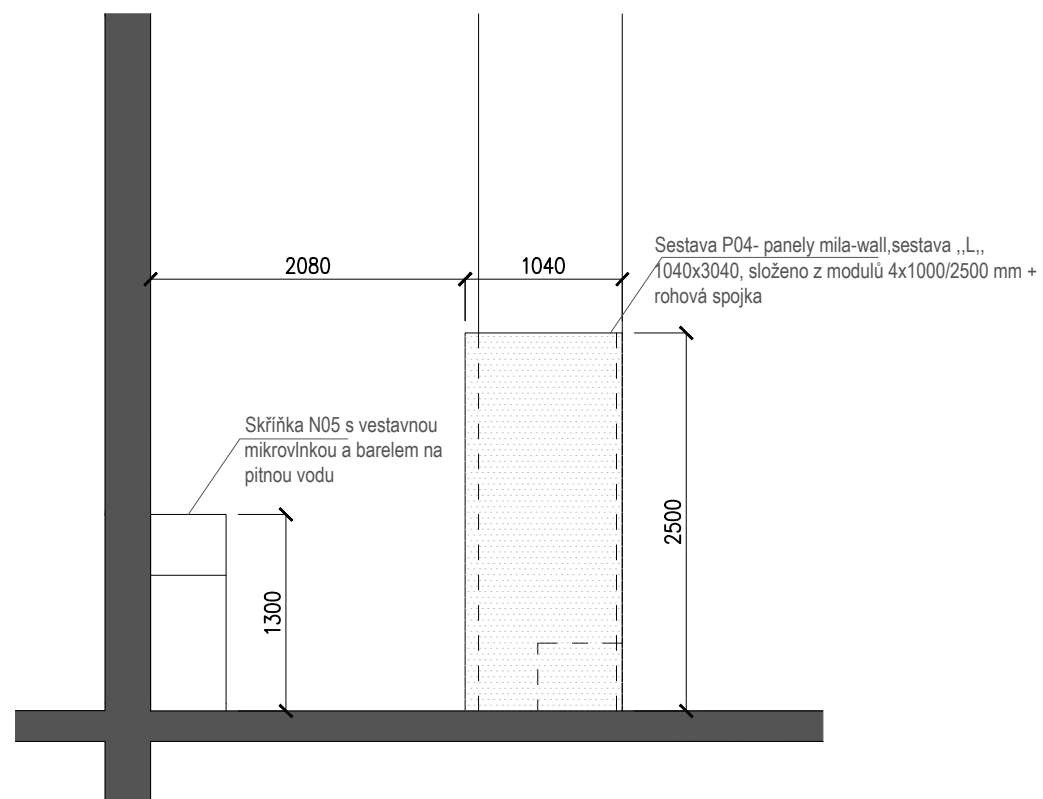 Sestava P04- panely mila-wall,sestava ,,L,,
1040x3040, složeno z modulů 4x1000/2500 mm +
rohová spojka
2080
1040
Skříňka N05 s vestavnou
mikrovlnkou a barelem na
pitnou vodu
2500
1300